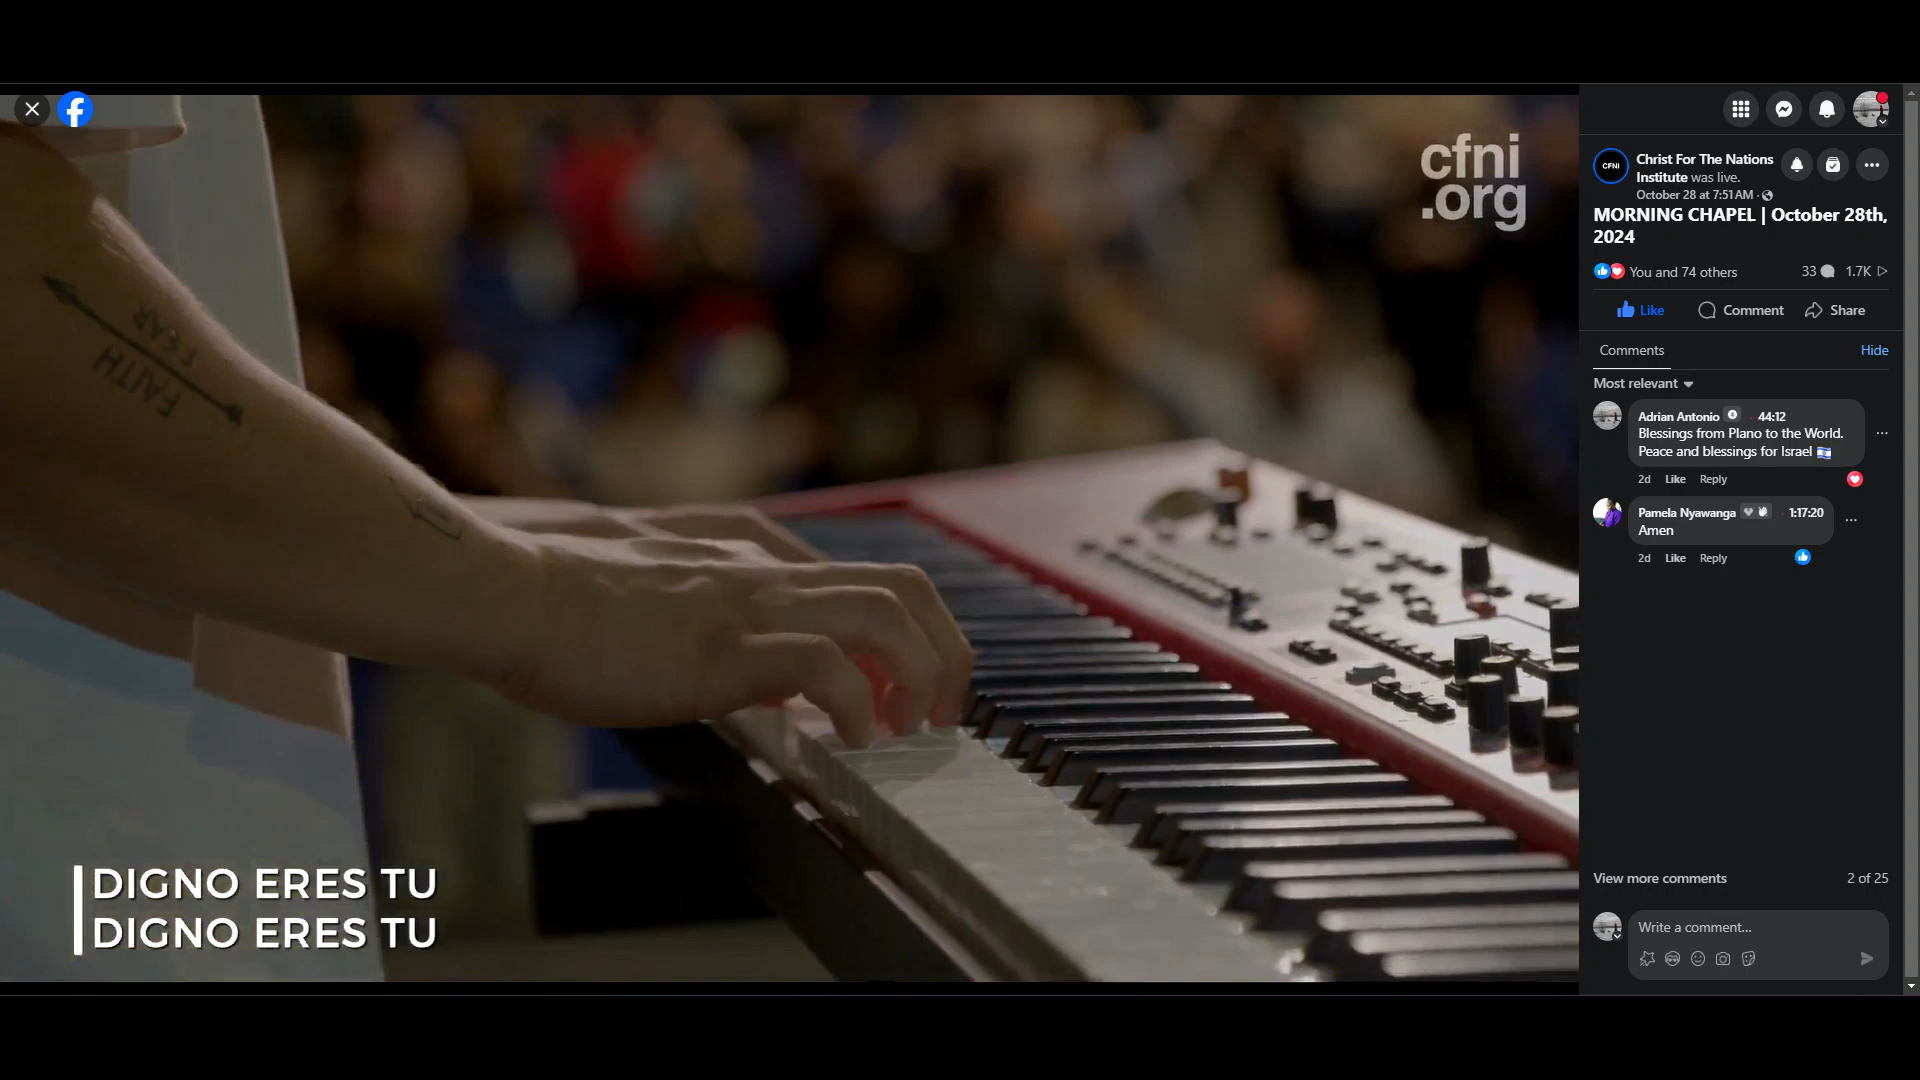 cfni
.org
FEAR
FAITH
DIGNO ERES TU
DIGNO ERES TU
CFNI
Christ For The Nations
Institute was live.
October 28 at 7:51 AM ·
MORNING CHAPEL | October 28th,
2024
You and 74 others
33
1.7K
Like
Comment
Share
Comments
Hide
Most relevant
Adrian Antonio · 44:12
Blessings from Plano to the World.
Peace and blessings for Israel 🇮🇱
2d Like Reply
Pamela Nyawanga · 1:17:20
Amen
2d Like Reply
View more comments
2 of 25
Write a comment...